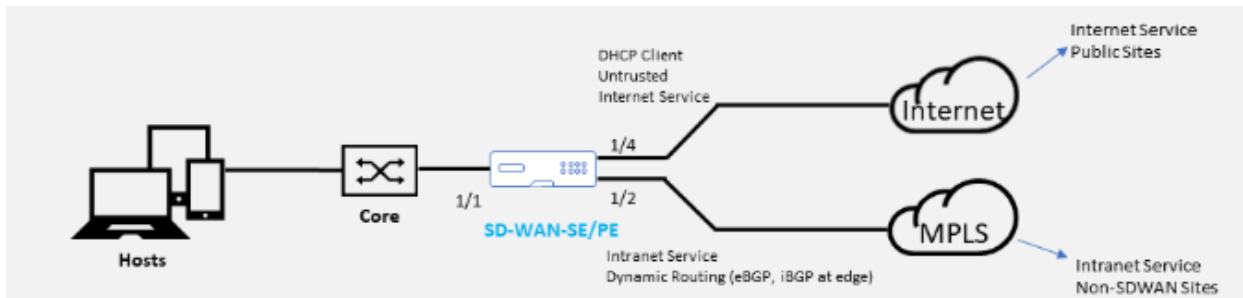 Internet Service
Public Sites
DHCP Client
Untrusted
Internet Service
Internet
1/4
1/1
1/2
Core
SD-WAN-SE/PE
MPLS
Hosts
Intranet Service
Dynamic Routing (eBGP, iBGP at edge)
Intranet Service
Non-SDWAN Sites